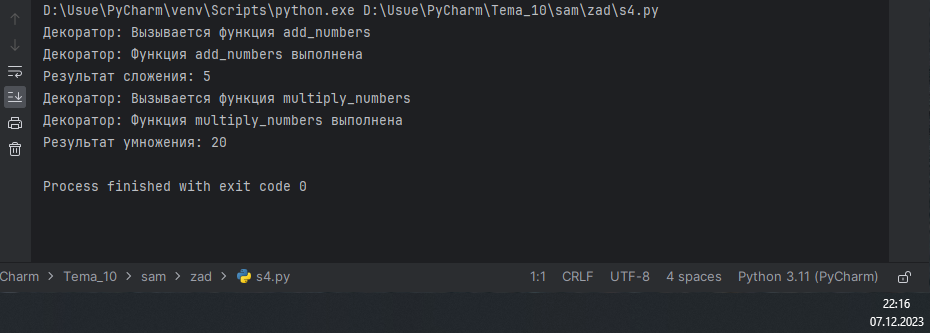 D:\Usue\PyCharm\venv\Scripts\python.exe D:\Usue\PyCharm\Tema_10\sam\zad\s4.py
Декоратор: Вызывается функция add_numbers
Декоратор: Функция add_numbers выполнена
Результат сложения: 5
Декоратор: Вызывается функция multiply_numbers
Декоратор: Функция multiply_numbers выполнена
Результат умножения: 20
Process finished with exit code 0
Charm > Tema_10 > sam > zad > s4.py 1:1 CRLF UTF-8 4 spaces Python 3.11 (PyCharm)
22:16
07.12.2023